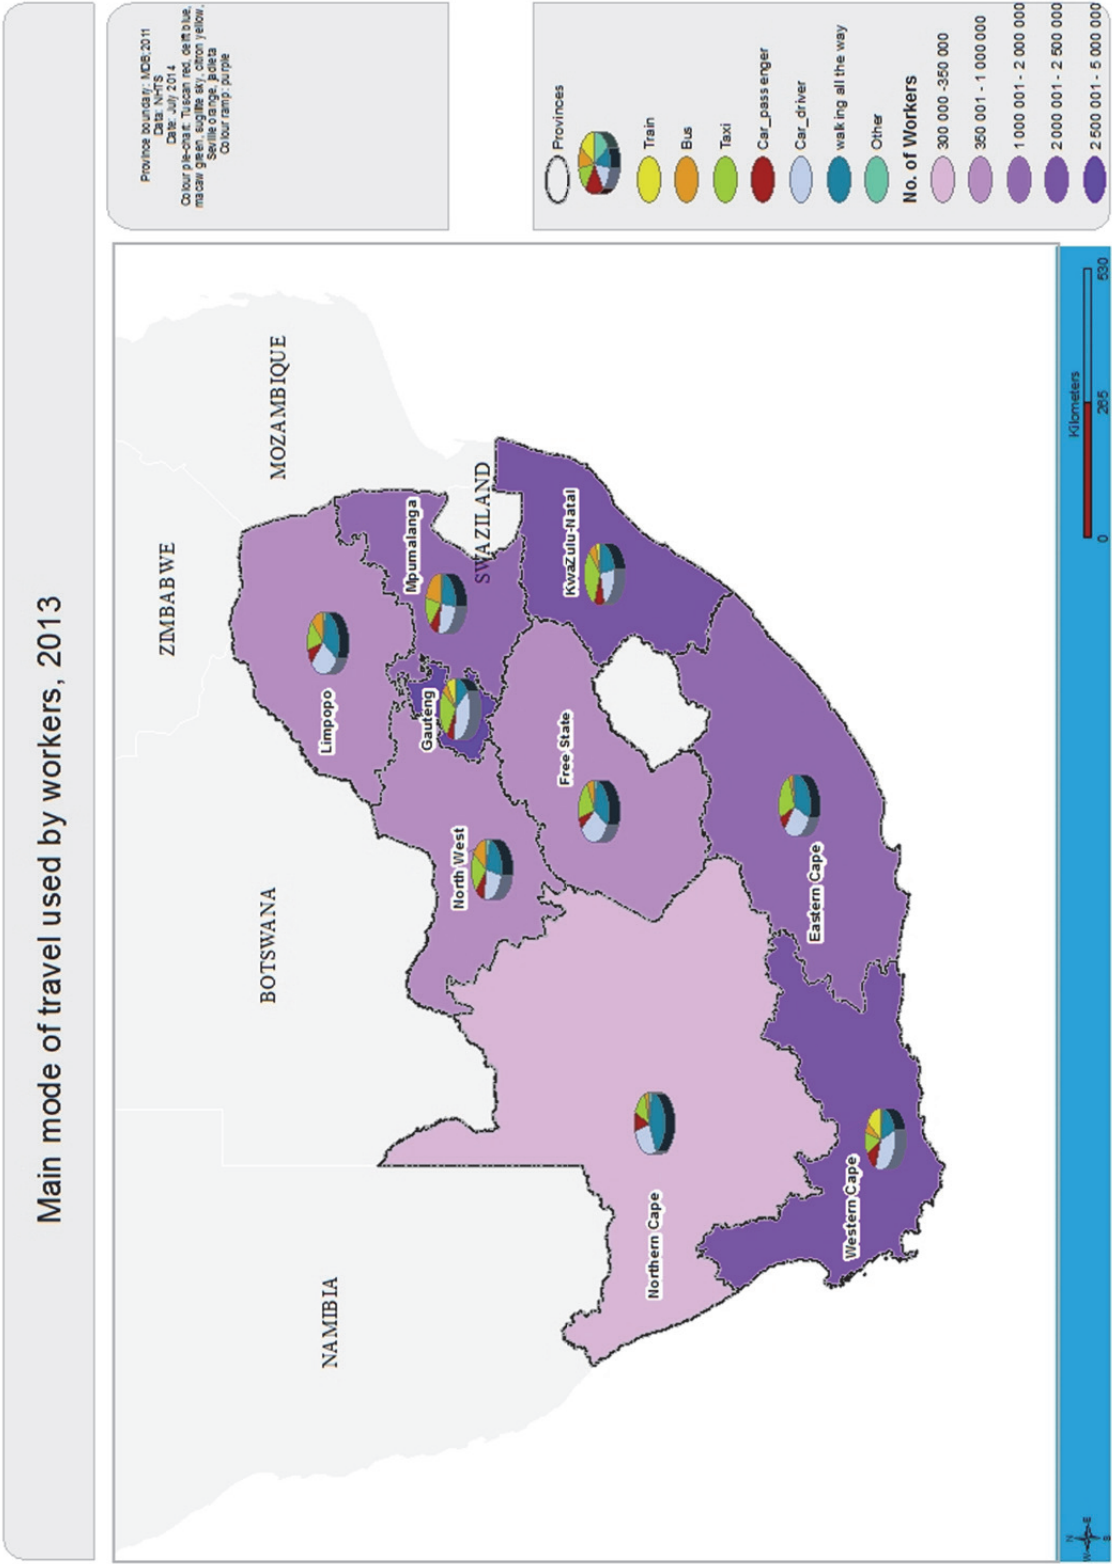 Main mode of travel used by workers, 2013
Province boundary: MDB;2011
Data: NHTS
Date: July 2014
Colour pie-chart: Tuscan red, delft blue,
macaw green, sugilite sky, citron yellow,
Seville orange, jadieta
Colour ramp: purple
ZIMBABWE
MOZAMBIQUE
BOTSWANA
NAMIBIA
SWAZILAND
Limpopo
Mpumalanga
Gauteng
North West
Free State
KwaZulu-Natal
Northern Cape
Eastern Cape
Western Cape
Provinces
Train
Bus
Taxi
Car_passenger
Car_driver
walking all the way
Other
No. of Workers
300 000 -350 000
350 001 - 1 000 000
1 000 001 - 2 000 000
2 000 001 - 2 500 000
2 500 001 - 5 000 000
N
W E
S
Kilometers
0 265 530